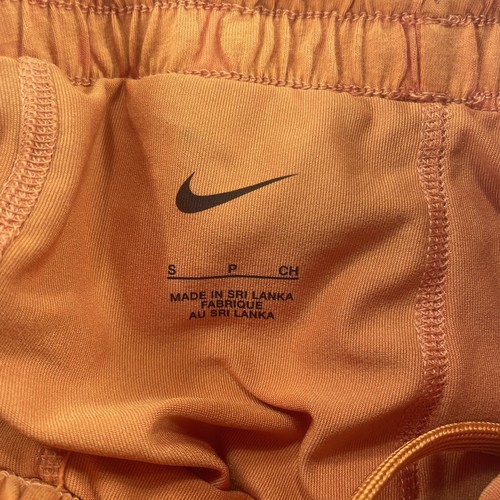 S P CH
MADE IN SRI LANKA
FABRIQUE
AU SRI LANKA